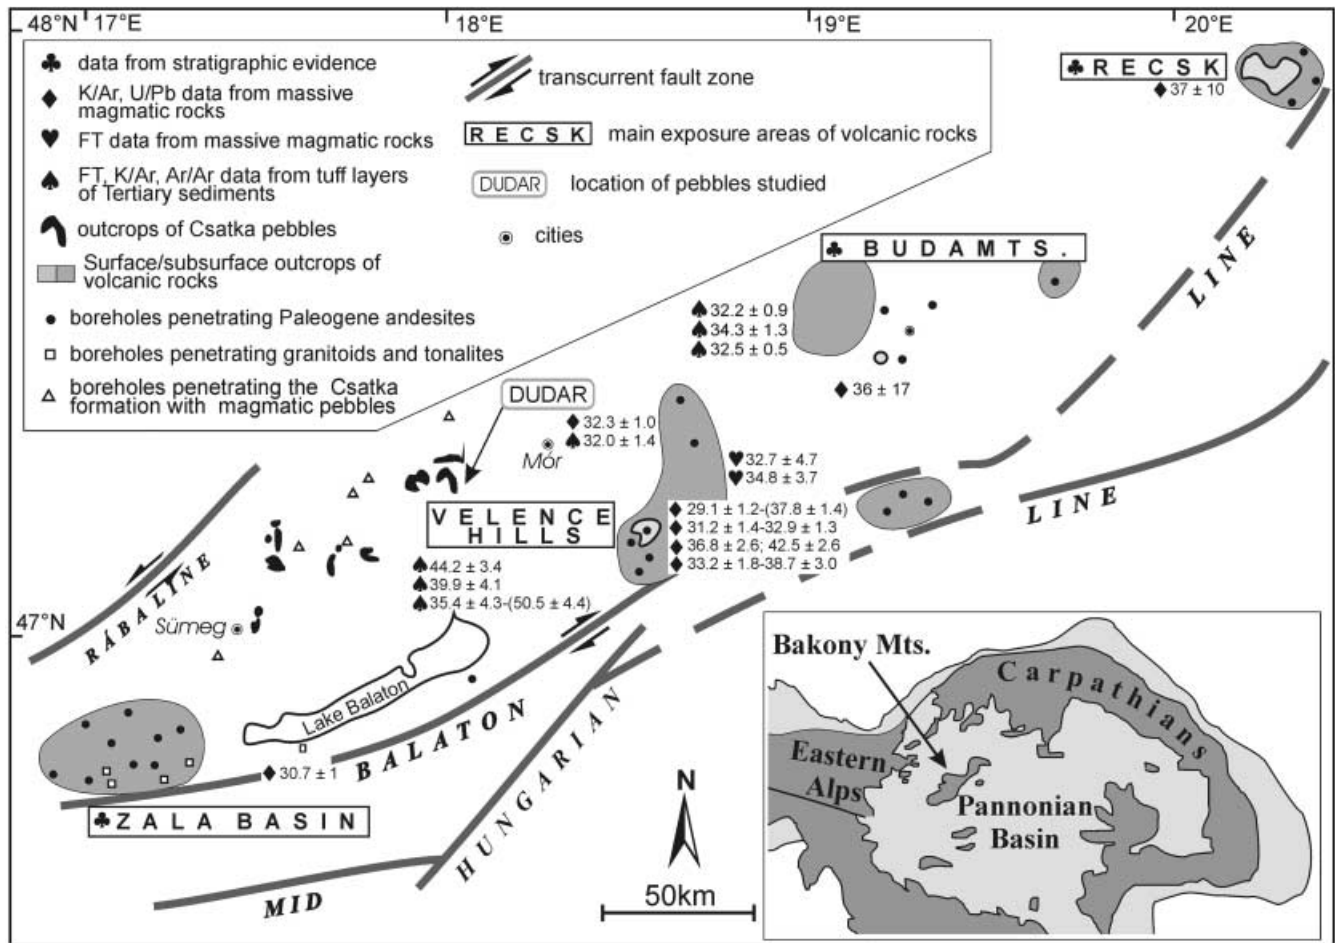 48°N 17°E 18°E 19°E 20°E
data from stratigraphic evidence
K/Ar, U/Pb data from massive
magmatic rocks
FT data from massive magmatic rocks
FT, K/Ar, Ar/Ar data from tuff layers
of Tertiary sediments
outcrops of Csatka pebbles
Surface/subsurface outcrops of
volcanic rocks
boreholes penetrating Paleogene andesites
boreholes penetrating granitoids and tonalites
boreholes penetrating the Csatka
formation with magmatic pebbles
transcurrent fault zone
RECSK main exposure areas of volcanic rocks
DUDAR location of pebbles studied
cities
♣ RECSK
♦ 37 ± 10
♣ BUDAMTS.
♠ 32.2 ± 0.9
♠ 34.3 ± 1.3
♠ 32.5 ± 0.5
♦ 36 ± 17
LINE
DUDAR
♦ 32.3 ± 1.0
♠ 32.0 ± 1.4
Mór
♥ 32.7 ± 4.7
♥ 34.8 ± 3.7
VELENCE
HILLS
♦ 29.1 ± 1.2-(37.8 ± 1.4)
♦ 31.2 ± 1.4-32.9 ± 1.3
♦ 36.8 ± 2.6; 42.5 ± 2.6
♦ 33.2 ± 1.8-38.7 ± 3.0
LINE
♠ 44.2 ± 3.4
♠ 39.9 ± 4.1
♠ 35.4 ± 4.3-(50.5 ± 4.4)
RÁBA LINE
47°N
Sümeg
Lake Balaton
BALATON
♦ 30.7 ± 1
♣ ZALA BASIN
MID
HUNGARIAN
N
50km
Bakony Mts.
Carpathians
Eastern
Alps
Pannonian
Basin